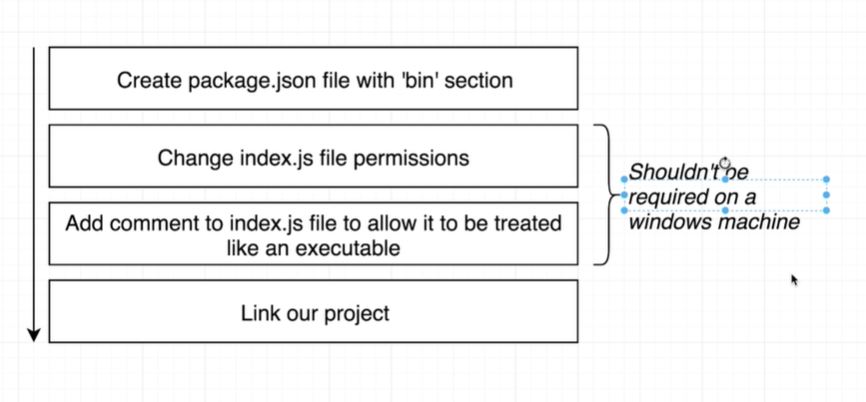 Create package.json file with 'bin' section
Change index.js file permissions
Add comment to index.js file to allow it to be treated
like an executable
Shouldn't be
required on a
windows machine
Link our project